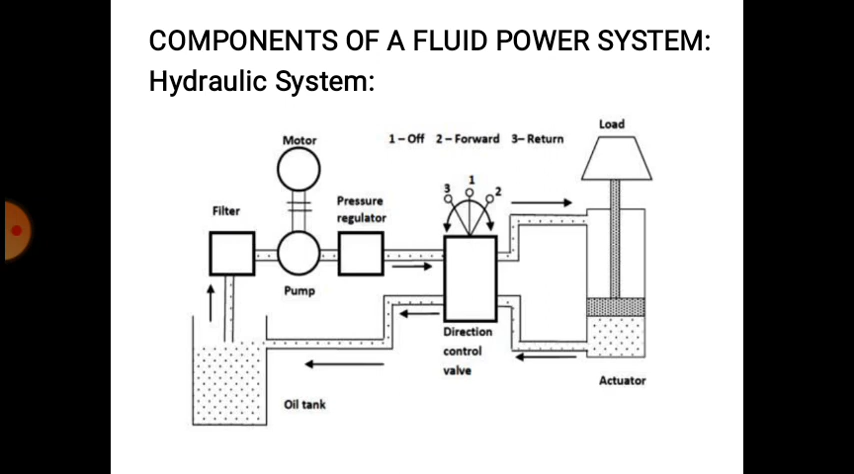 COMPONENTS OF A FLUID POWER SYSTEM:
Hydraulic System:
Load
Motor
1 – Off 2 – Forward 3– Return
1
3
2
Pressure
regulator
Filter
Pump
Direction
control
valve
Actuator
Oil tank